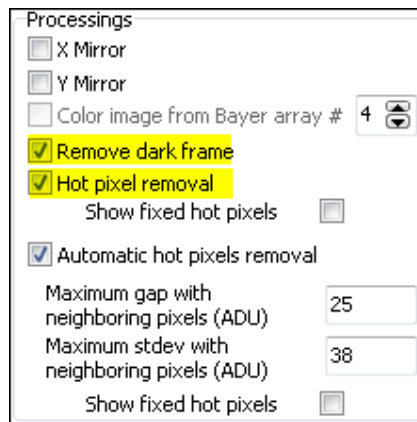 Processings
X Mirror
Y Mirror
Color image from Bayer array # 4
Remove dark frame
Hot pixel removal
Show fixed hot pixels
Automatic hot pixels removal
Maximum gap with
neighboring pixels (ADU) 25
Maximum stdev with
neighboring pixels (ADU) 38
Show fixed hot pixels